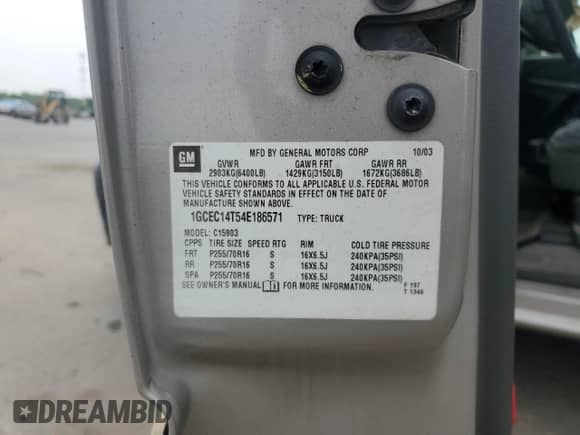 GM
MFD BY GENERAL MOTORS CORP 10/03
GVWR GAWR FRT GAWR RR
2903KG(6400LB) 1429KG(3150LB) 1672KG(3686LB)
THIS VEHICLE CONFORMS TO ALL APPLICABLE U.S. FEDERAL MOTOR
VEHICLE SAFETY STANDARDS IN EFFECT ON THE DATE OF
MANUFACTURE SHOWN ABOVE.
1GCEC14T54E186571 TYPE: TRUCK
MODEL: C15903
CPPS TIRE SIZE SPEED RTG RIM COLD TIRE PRESSURE
FRT P255/70R16 S 16X6.5J 240KPA(35PSI)
RR P255/70R16 S 16X6.5J 240KPA(35PSI)
SPA P255/70R16 S 16X6.5J 240KPA(35PSI)
SEE OWNER'S MANUAL FOR MORE INFORMATION.
F 197
T 1346
DREAMBID